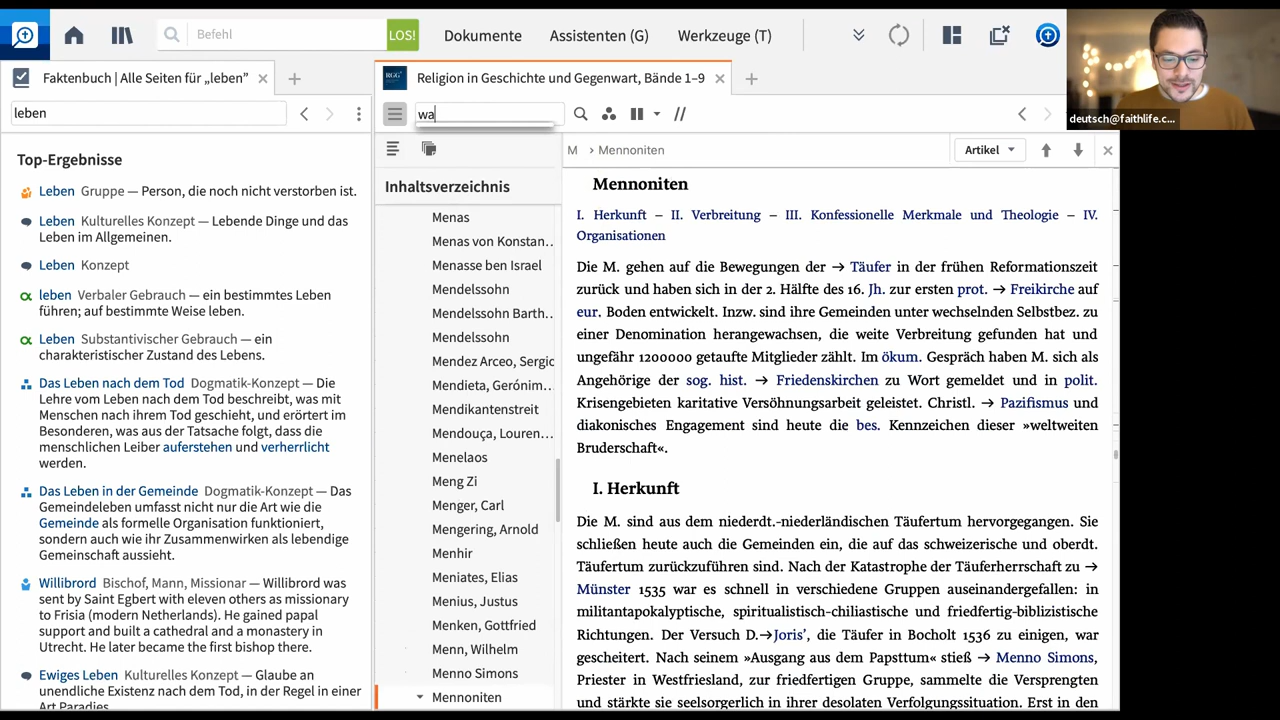 Befehl
LOS!
Dokumente
Assistenten (G)
Werkzeuge (T)
deutsch@faithlife.c...
Faktenbuch | Alle Seiten für „leben”
leben
Top-Ergebnisse
Leben Gruppe — Person, die noch nicht verstorben ist.
Leben Kulturelles Konzept — Lebende Dinge und das
Leben im Allgemeinen.
Leben Konzept
leben Verbaler Gebrauch — ein bestimmtes Leben
führen; auf bestimmte Weise leben.
Leben Substantivischer Gebrauch — ein
charakteristischer Zustand des Lebens.
Das Leben nach dem Tod Dogmatik-Konzept — Die
Lehre vom Leben nach dem Tod beschreibt, was mit
Menschen nach ihrem Tod geschieht, und erörtert im
Besonderen, was aus der Tatsache folgt, dass die
menschlichen Leiber auferstehen und verherrlicht
werden.
Das Leben in der Gemeinde Dogmatik-Konzept — Das
Gemeindeleben umfasst nicht nur die Art wie die
Gemeinde als formelle Organisation funktioniert,
sondern auch wie ihr Zusammenwirken als lebendige
Gemeinschaft aussieht.
Willibrord Bischof, Mann, Missionar — Willibrord was
sent by Saint Egbert with eleven others as missionary
to Frisia (modern Netherlands). He gained papal
support and built a cathedral and a monastery in
Utrecht. He later became the first bishop there.
Ewiges Leben Kulturelles Konzept — Glaube an
unendliche Existenz nach dem Tod, in der Regel in einer
Art Paradies.
RGG⁴
Religion in Geschichte und Gegenwart, Bände 1–9
wa
Inhaltsverzeichnis
Menas
Menas von Konstan…
Menasse ben Israel
Mendelssohn
Mendelssohn Barth…
Mendelssohn
Mendez Arceo, Sergio
Mendieta, Gerónim…
Mendikantenstreit
Mendouça, Louren…
Menelaos
Meng Zi
Menger, Carl
Mengering, Arnold
Menhir
Meniates, Elias
Menius, Justus
Menken, Gottfried
Menn, Wilhelm
Menno Simons
Mennoniten
M › Mennoniten
Artikel
Mennoniten
I. Herkunft – II. Verbreitung – III. Konfessionelle Merkmale und Theologie – IV.
Organisationen
Die M. gehen auf die Bewegungen der → Täufer in der frühen Reformationszeit
zurück und haben sich in der 2. Hälfte des 16. Jh. zur ersten prot. → Freikirche auf
eur. Boden entwickelt. Inzw. sind ihre Gemeinden unter wechselnden Selbstbez. zu
einer Denomination herangewachsen, die weite Verbreitung gefunden hat und
ungefähr 1200000 getaufte Mitglieder zählt. Im ökum. Gespräch haben M. sich als
Angehörige der sog. hist. → Friedenskirchen zu Wort gemeldet und in polit.
Krisengebieten karitative Versöhnungsarbeit geleistet. Christl. → Pazifismus und
diakonisches Engagement sind heute die bes. Kennzeichen dieser »weltweiten
Bruderschaft«.
I. Herkunft
Die M. sind aus dem niederdt.-niederländischen Täufertum hervorgegangen. Sie
schließen heute auch die Gemeinden ein, die auf das schweizerische und oberdt.
Täufertum zurückzuführen sind. Nach der Katastrophe der Täuferherrschaft zu →
Münster 1535 war es schnell in verschiedene Gruppen auseinandergefallen: in
militantapokalyptische, spiritualistisch-chiliastische und friedfertig-biblizistische
Richtungen. Der Versuch D.→Joris’, die Täufer in Bocholt 1536 zu einigen, war
gescheitert. Nach seinem »Ausgang aus dem Papsttum« stieß → Menno Simons,
Priester in Westfriesland, zur friedfertigen Gruppe, sammelte die Versprengten
und stärkte sie seelsorgerlich in ihrer desolaten Verfolgungssituation. Erst in den